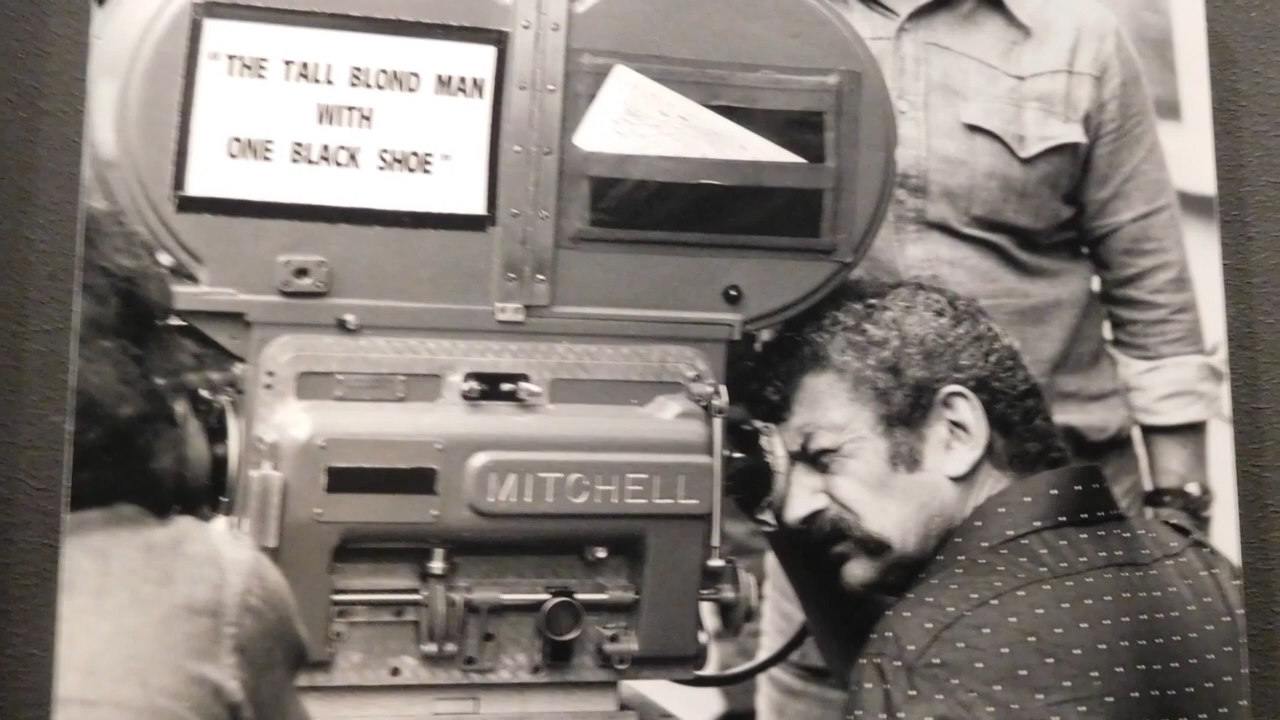 "THE TALL BLOND MAN
WITH
ONE BLACK SHOE"
MITCHELL